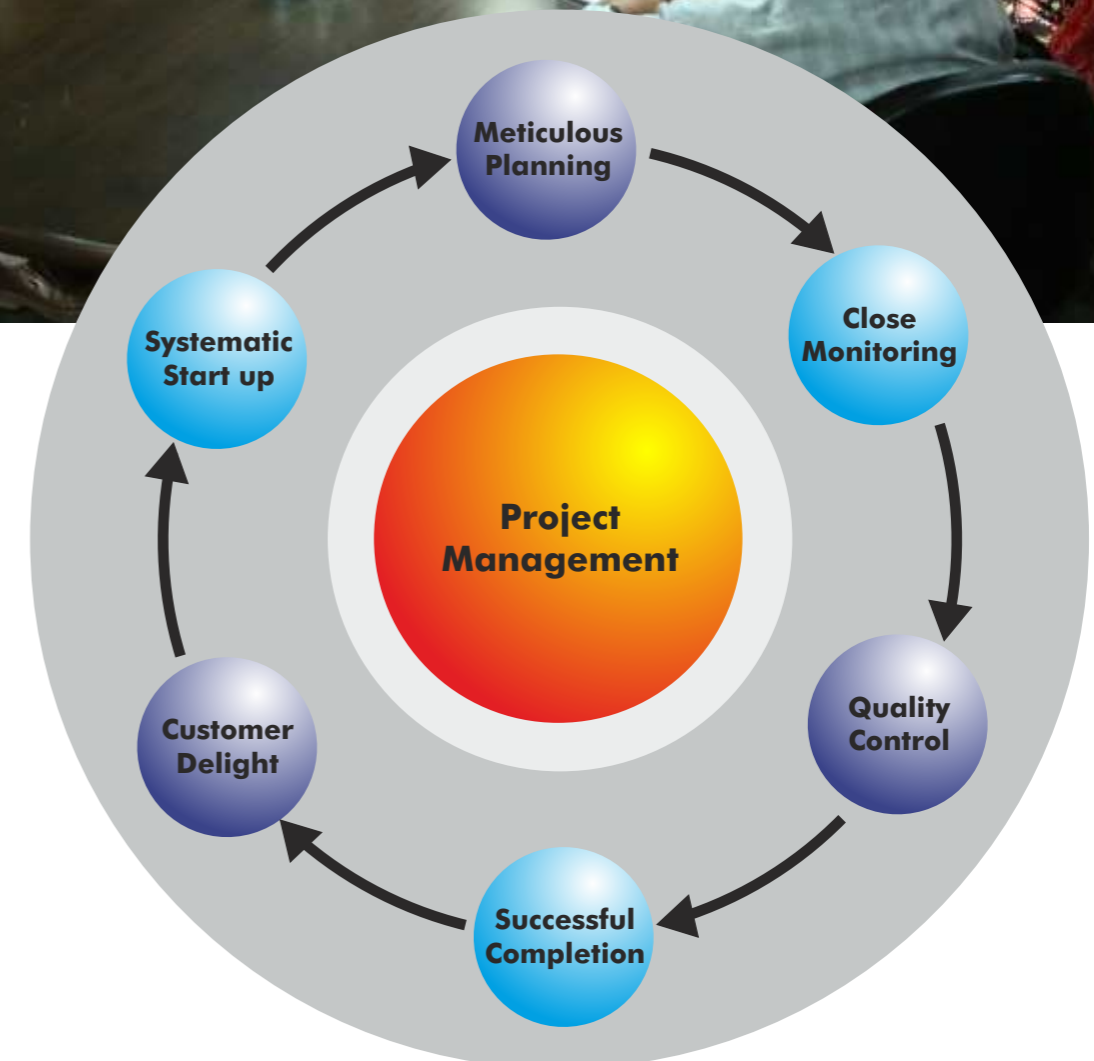 Meticulous
Planning
Close
Monitoring
Quality
Control
Successful
Completion
Customer
Delight
Systematic
Start up
Project
Management